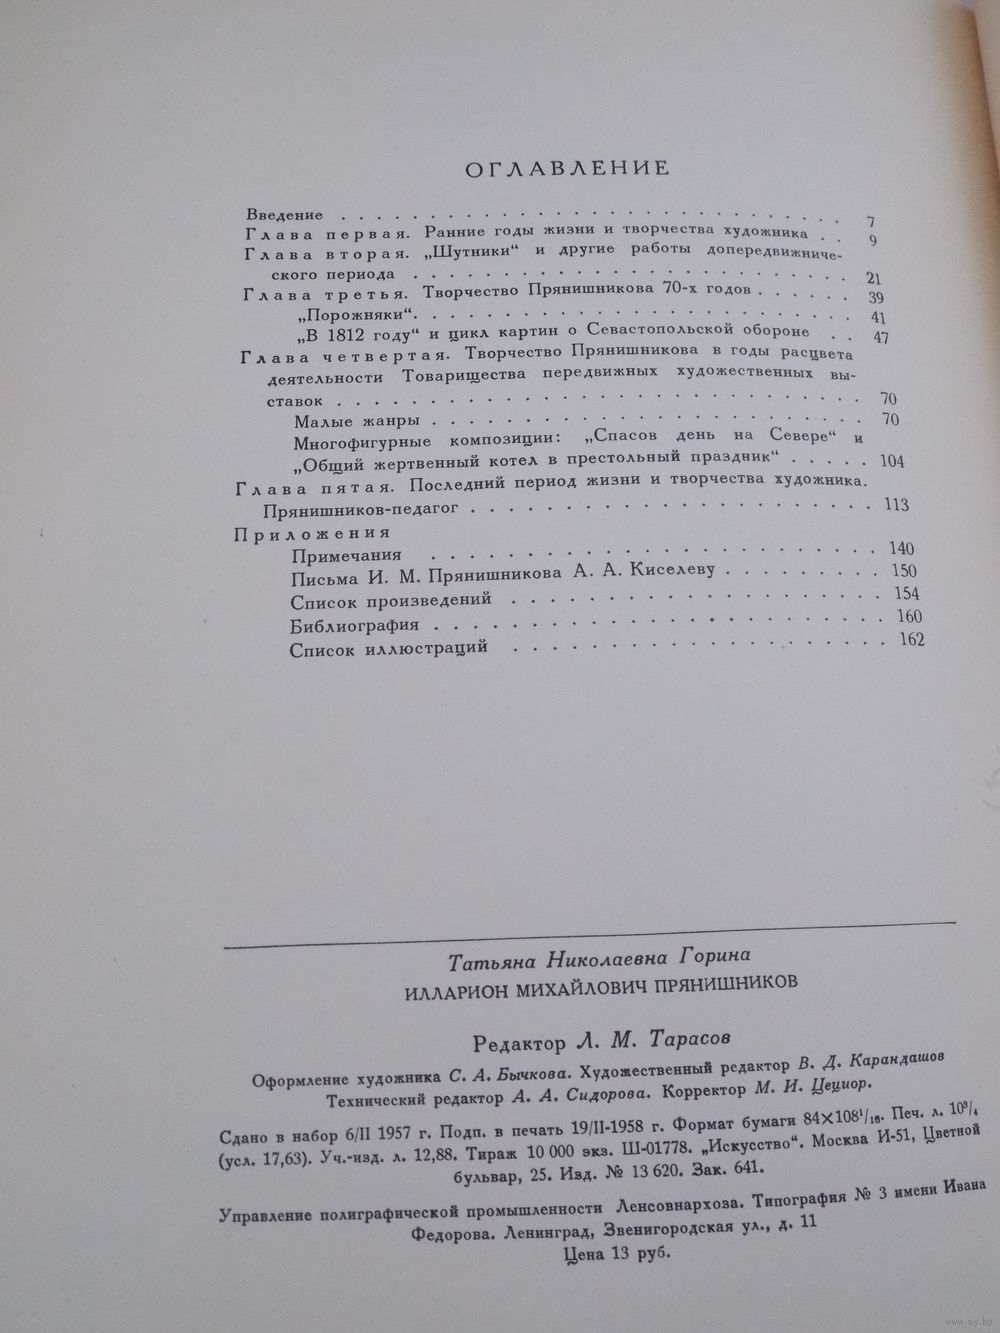 ОГЛАВЛЕНИЕ
Введение . . . . . . . . . . . . . . . . . . . . . . . . . . . . 7
Глава первая. Ранние годы жизни и творчества художника . . 9
Глава вторая. „Шутники“ и другие работы допередвижниче-
ского периода . . . . . . . . . . . . . . . . . . . . . . . . 21
Глава третья. Творчество Прянишникова 70-х годов . . . . . . 39
„Порожняки“. . . . . . . . . . . . . . . . . . . . . . . . . 41
„В 1812 году“ и цикл картин о Севастопольской обороне . . 47
Глава четвертая. Творчество Прянишникова в годы расцвета
деятельности Товарищества передвижных художественных вы-
ставок . . . . . . . . . . . . . . . . . . . . . . . . . . . . 70
Малые жанры . . . . . . . . . . . . . . . . . . . . . . . . 70
Многофигурные композиции: „Спасов день на Севере“ и
„Общий жертвенный котел в престольный праздник“ . . . . . 104
Глава пятая. Последний период жизни и творчества художника.
Прянишников-педагог . . . . . . . . . . . . . . . . . . . . . 113
Приложения
Примечания . . . . . . . . . . . . . . . . . . . . . . . . 140
Письма И. М. Прянишникова А. А. Киселеву . . . . . . . . . 150
Список произведений . . . . . . . . . . . . . . . . . . . . 154
Библиография . . . . . . . . . . . . . . . . . . . . . . . . 160
Список иллюстраций . . . . . . . . . . . . . . . . . . . . 162
Татьяна Николаевна Горина
ИЛЛАРИОН МИХАЙЛОВИЧ ПРЯНИШНИКОВ
Редактор Л. М. Тарасов
Оформление художника С. А. Бычкова. Художественный редактор В. Д. Карандашов
Технический редактор А. А. Сидорова. Корректор М. И. Цециор.
Сдано в набор 6/II 1957 г. Подп. в печать 19/II-1958 г. Формат бумаги 84×108¹/₁₆. Печ. л. 10³/₄
(усл. 17,63). Уч.-изд. л. 12,88. Тираж 10 000 экз. Ш-01778. „Искусство“. Москва И-51, Цветной
бульвар, 25. Изд. № 13 620. Зак. 641.
Управление полиграфической промышленности Ленсовнархоза. Типография № 3 имени Ивана
Федорова. Ленинград, Звенигородская ул., д. 11
Цена 13 руб.
www.ay.by